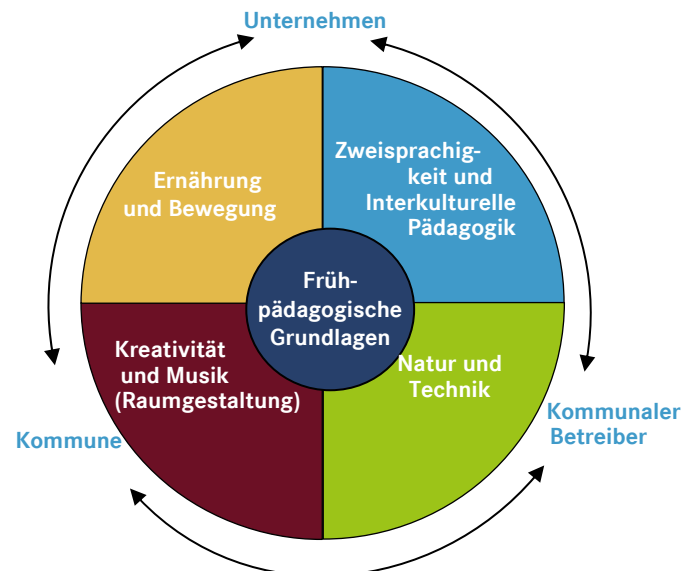 Unternehmen
Ernährung
und Bewegung
Zweisprachig-
keit und
Interkulturelle
Pädagogik
Früh-
pädagogische
Grundlagen
Kreativität
und Musik
(Raumgestaltung)
Natur und
Technik
Kommune
Kommunaler
Betreiber